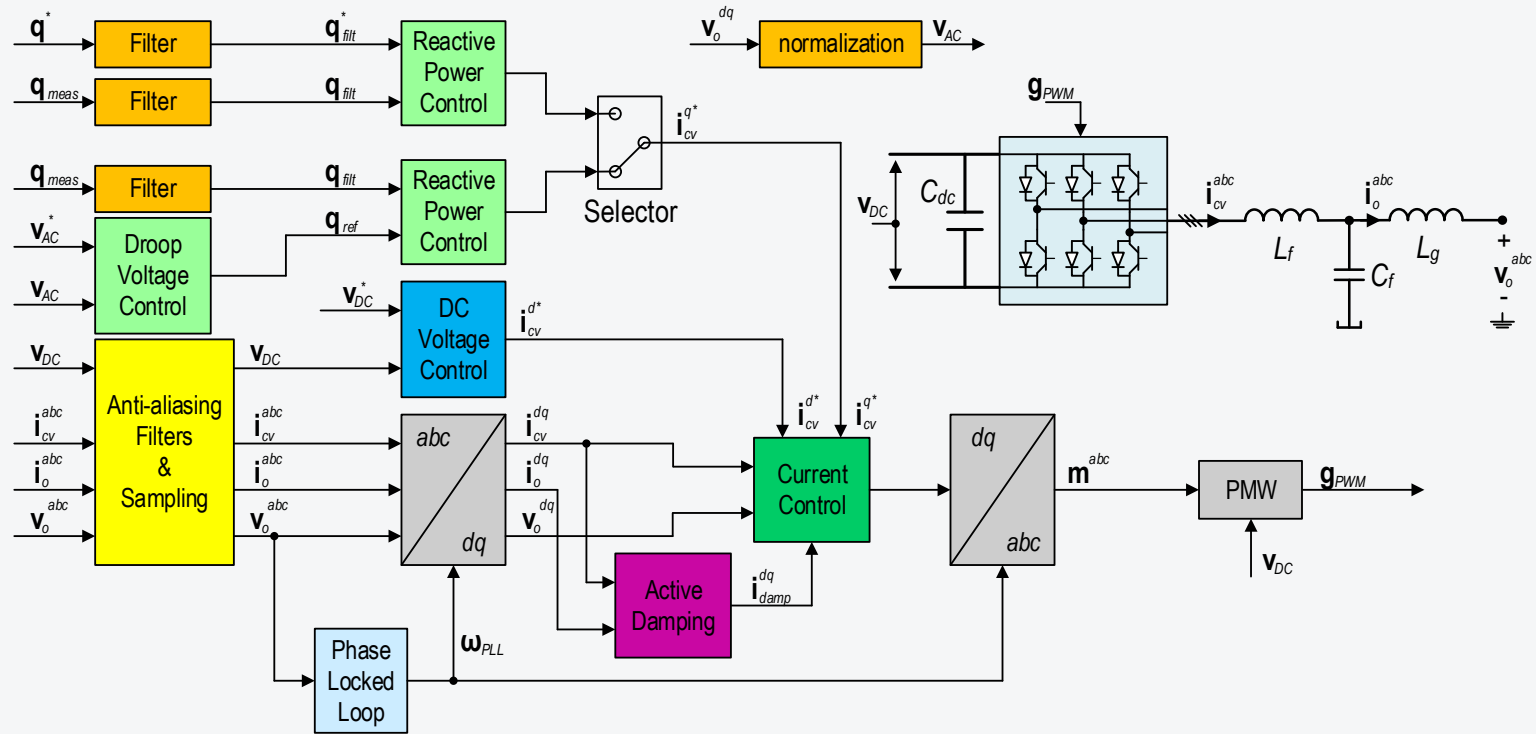 q*
Filter
q*filt
Reactive
Power
Control
qmeas
Filter
qfilt
vodq
normalization
vAC
gPWM
icvq*
Selector
qmeas
Filter
qfilt
Reactive
Power
Control
vAC*
vAC
Droop
Voltage
Control
qref
vDC
Cdc
icvabc
Lf
ioabc
Lg
Cf
+
voabc
-
vDC*
DC
Voltage
Control
icvd*
vDC
icvabc
ioabc
voabc
Anti-aliasing
Filters
&
Sampling
vDC
icvabc
ioabc
voabc
abc
dq
icvdq
iodq
vodq
icvd*
icvq*
Current
Control
dq
abc
mabc
PMW
gPWM
vDC
Active
Damping
idampdq
Phase
Locked
Loop
ωPLL